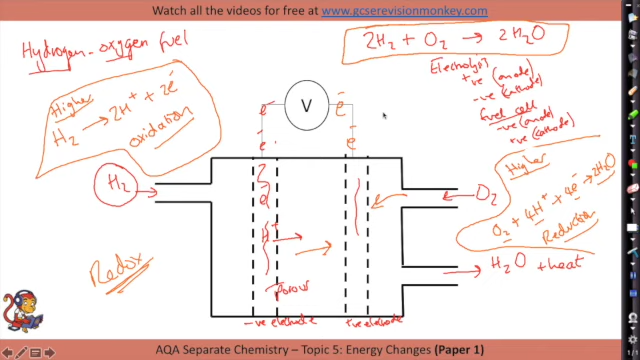 Watch all videos for free at www.gcserevisionmonkey.com
Hydrogen - oxygen fuel
2H2 + O2 → 2H2O
Electrolysis
+ve (anode)
-ve (cathode)
fuel cell
-ve (anode)
+ve (cathode)
Higher
H2 → 2H+ + 2e-
oxidation
e-
V
e-
e-
e-
H2
O2
Higher
O2 + 4H+ + 4e- → 2H2O
Reduction
H+
H2O + heat
Redox
porous
-ve electrode
+ve electrode
AQA Separate Chemistry – Topic 5: Energy Changes (Paper 1)